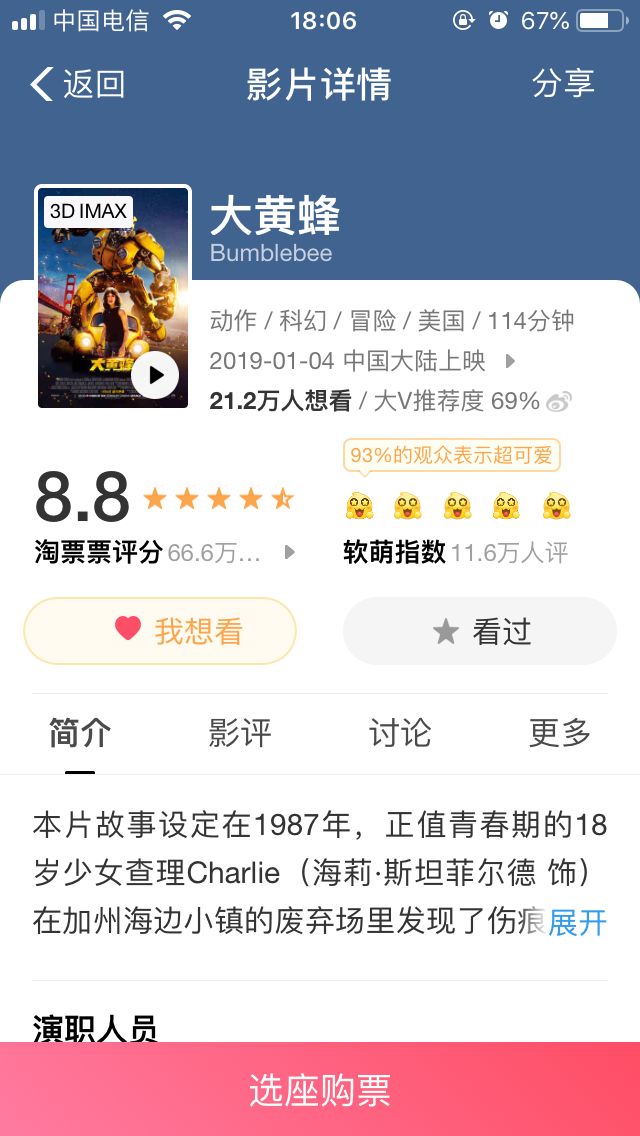 中国电信 18:06 67%
返回 影片详情 分享
3D IMAX
大黄蜂
Bumblebee
动作 / 科幻 / 冒险 / 美国 / 114分钟
2019-01-04 中国大陆上映
21.2万人想看 / 大V推荐度 69%
大黄蜂
93%的观众表示超可爱
8.8
淘票票评分 66.6万... 软萌指数 11.6万人评
我想看 看过
简介 影评 讨论 更多
本片故事设定在1987年，正值青春期的18
岁少女查理Charlie（海莉·斯坦菲尔德 饰）
在加州海边小镇的废弃场里发现了伤痕展开
演职人员
选座购票